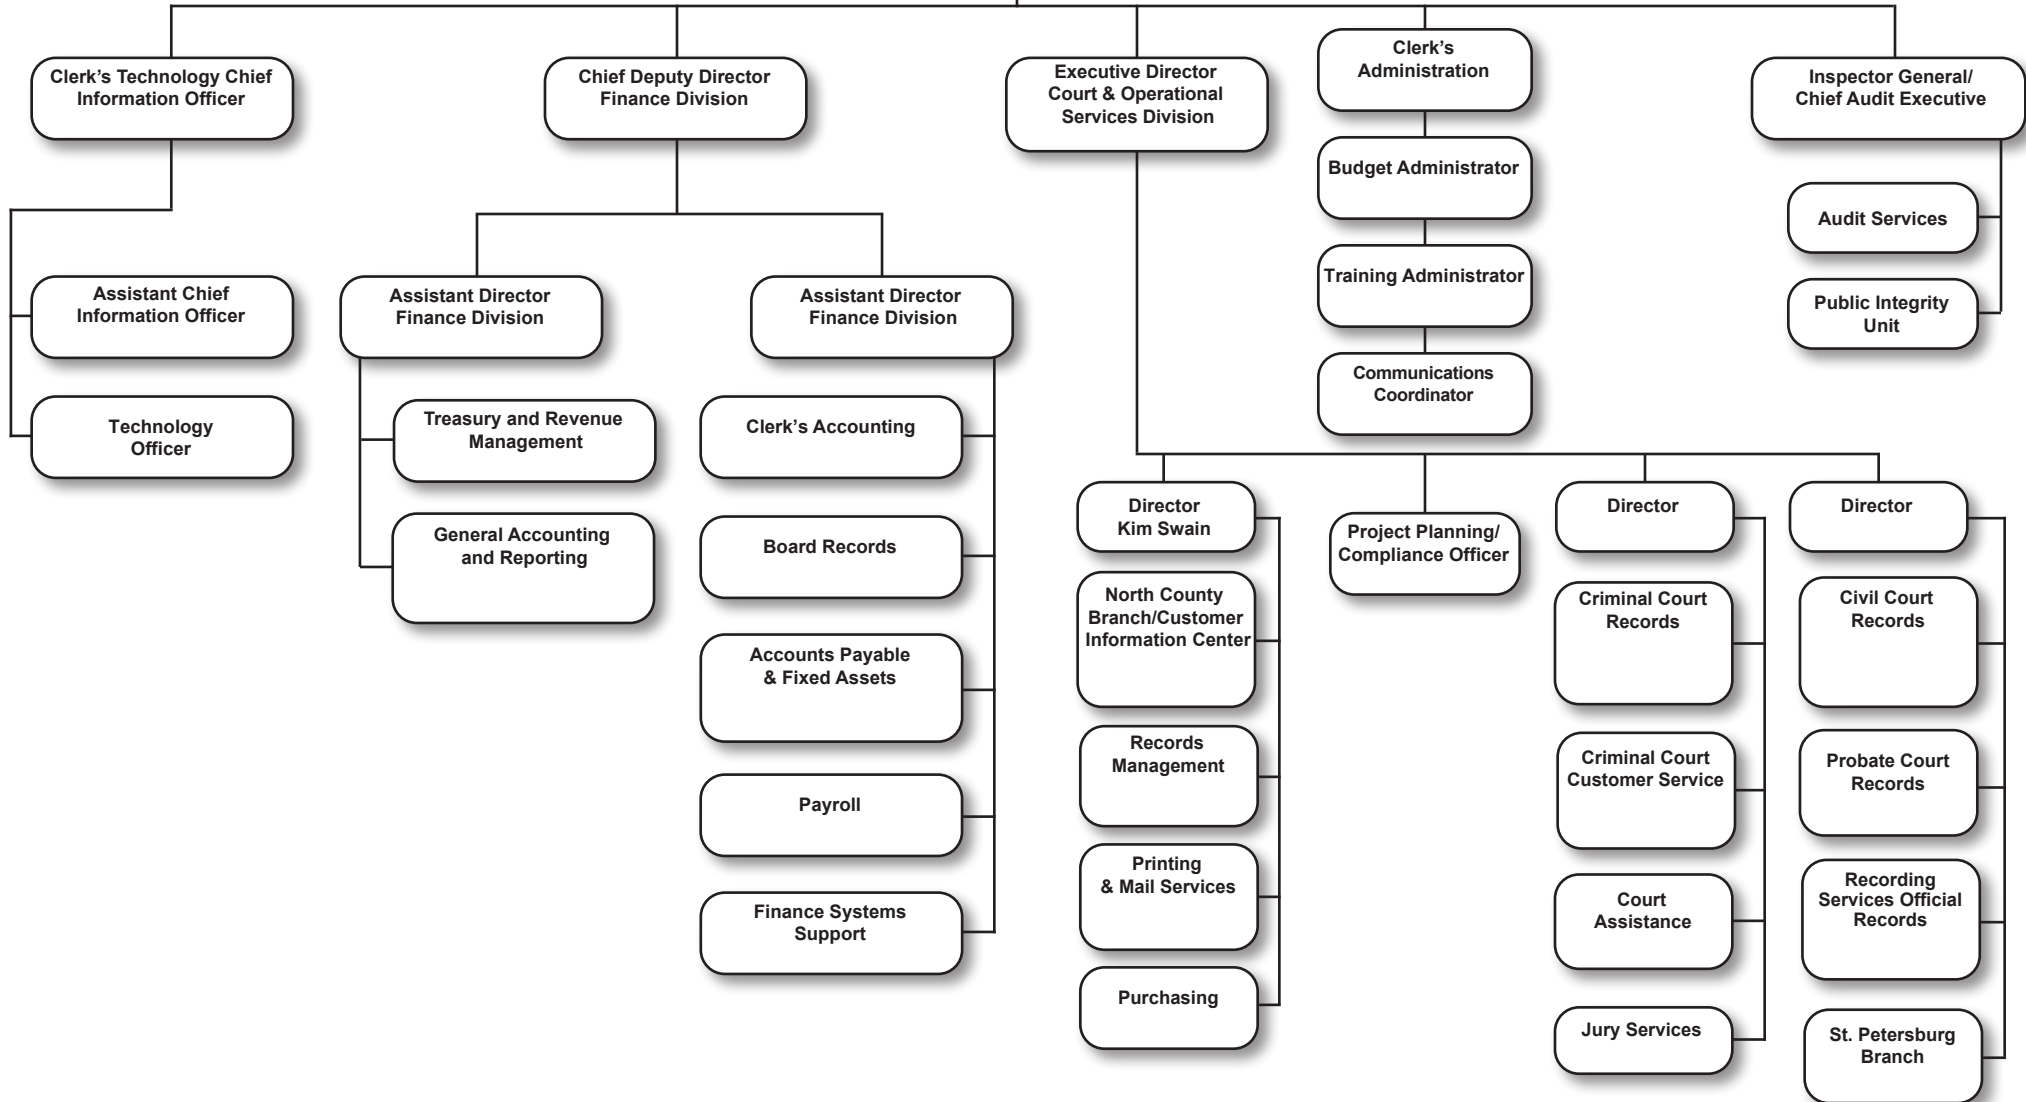 Clerk's Technology Chief
Information Officer
Chief Deputy Director
Finance Division
Executive Director
Court & Operational
Services Division
Clerk's
Administration
Inspector General/
Chief Audit Executive
Budget Administrator
Training Administrator
Communications
Coordinator
Audit Services
Public Integrity
Unit
Assistant Chief
Information Officer
Technology
Officer
Assistant Director
Finance Division
Treasury and Revenue
Management
General Accounting
and Reporting
Assistant Director
Finance Division
Clerk's Accounting
Board Records
Accounts Payable
& Fixed Assets
Payroll
Finance Systems
Support
Director
Kim Swain
North County
Branch/Customer
Information Center
Records
Management
Printing
& Mail Services
Purchasing
Project Planning/
Compliance Officer
Director
Criminal Court
Records
Criminal Court
Customer Service
Court
Assistance
Jury Services
Director
Civil Court
Records
Probate Court
Records
Recording
Services Official
Records
St. Petersburg
Branch